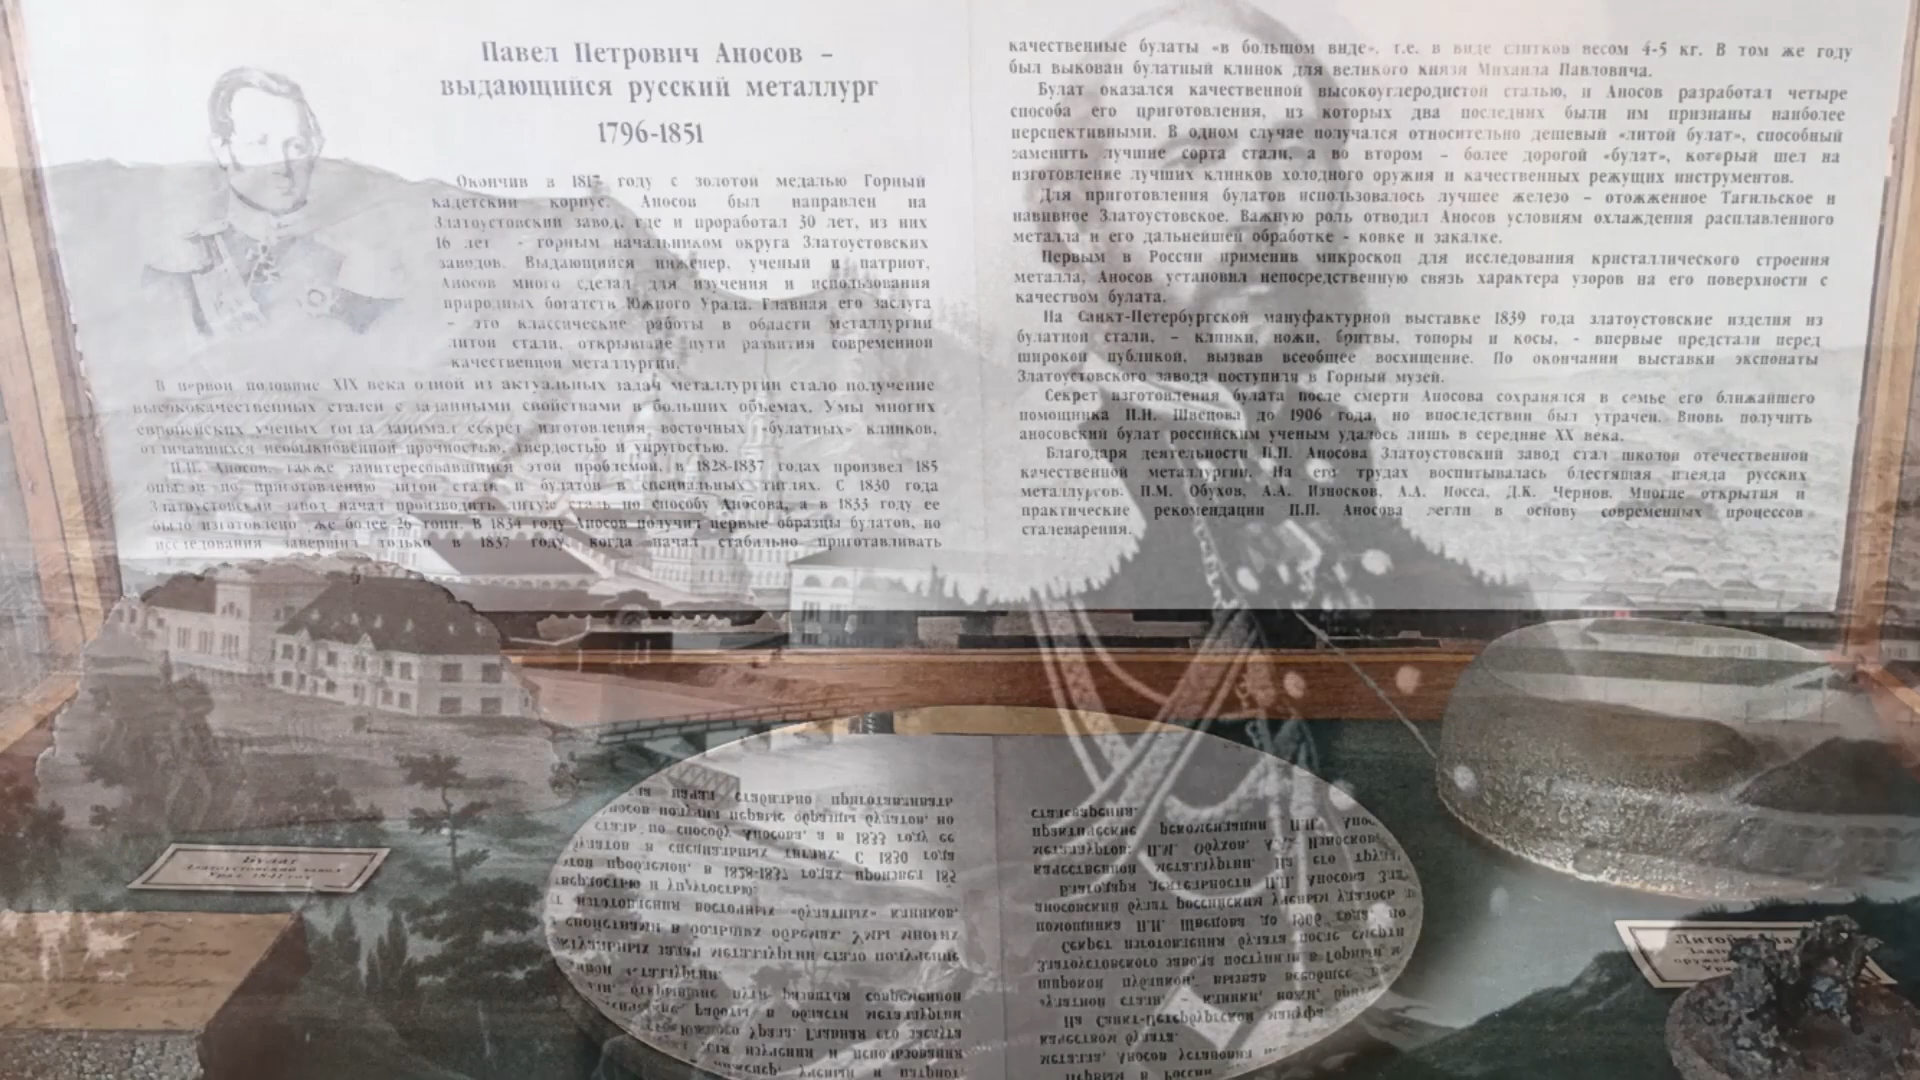 Павел Петрович Аносов –
выдающийся русский металлург
1796-1851
Окончив в 1817 году с золотой медалью Горный
кадетский корпус, Аносов был направлен на
Златоустовский завод, где и проработал 30 лет, из них
16 лет - горным начальником округа Златоустовских
заводов. Выдающийся инженер, ученый и патриот,
Аносов много сделал для изучения и использования
природных богатств Южного Урала. Главная его заслуга
– это классические работы в области металлургии
литой стали, открывшие пути развития современной
качественной металлургии.
В первой половине XIX века одной из актуальных задач металлургии стало получение
высококачественных сталей с заданными свойствами в больших объемах. Умы многих
европейских ученых тогда занимал секрет изготовления восточных «булатных» клинков,
отличавшихся необыкновенной прочностью, твердостью и упругостью.
П.П. Аносов, также заинтересовавшийся этой проблемой, в 1828-1837 годах произвел 185
опытов по приготовлению литой стали и булатов в специальных тиглях. С 1830 года
Златоустовский завод начал производить литую сталь по способу Аносова, а в 1833 году ее
было изготовлено уже более 26 тонн. В 1834 году Аносов получил первые образцы булатов, но
исследования завершил только в 1837 году, когда начал стабильно приготавливать
качественные булаты «в большом виде», т.е. в виде слитков весом 4-5 кг. В том же году
был выкован булатный клинок для великого князя Михаила Павловича.
Булат оказался качественной высокоуглеродистой сталью, и Аносов разработал четыре
способа его приготовления, из которых два последних были им признаны наиболее
перспективными. В одном случае получался относительно дешевый «литой булат», способный
заменить лучшие сорта стали, а во втором – более дорогой «булат», который шел на
изготовление лучших клинков холодного оружия и качественных режущих инструментов.
Для приготовления булатов использовалось лучшее железо – отожженное Тагильское и
навивное Златоустовское. Важную роль отводил Аносов условиям охлаждения расплавленного
металла и его дальнейшей обработке - ковке и закалке.
Первым в России применив микроскоп для исследования кристаллического строения
металла, Аносов установил непосредственную связь характера узоров на его поверхности с
качеством булата.
На Санкт-Петербургской мануфактурной выставке 1839 года златоустовские изделия из
булатной стали, – клинки, ножи, бритвы, топоры и косы, - впервые предстали перед
широкой публикой, вызвав всеобщее восхищение. По окончании выставки экспонаты
Златоустовского завода поступили в Горный музей.
Секрет изготовления булата после смерти Аносова сохранялся в семье его ближайшего
помощника П.Н. Швецова до 1906 года, но впоследствии был утрачен. Вновь получить
аносовский булат российским ученым удалось лишь в середине XX века.
Благодаря деятельности П.П. Аносова Златоустовский завод стал школой отечественной
качественной металлургии. На его трудах воспитывалась блестящая плеяда русских
металлургов: П.М. Обухов, А.А. Износков, А.А. Иосса, Д.К. Чернов. Многие открытия и
практические рекомендации П.П. Аносова легли в основу современных процессов
сталеварения.
Булат
Златоустовский завод
Урал 1841 год
Литой